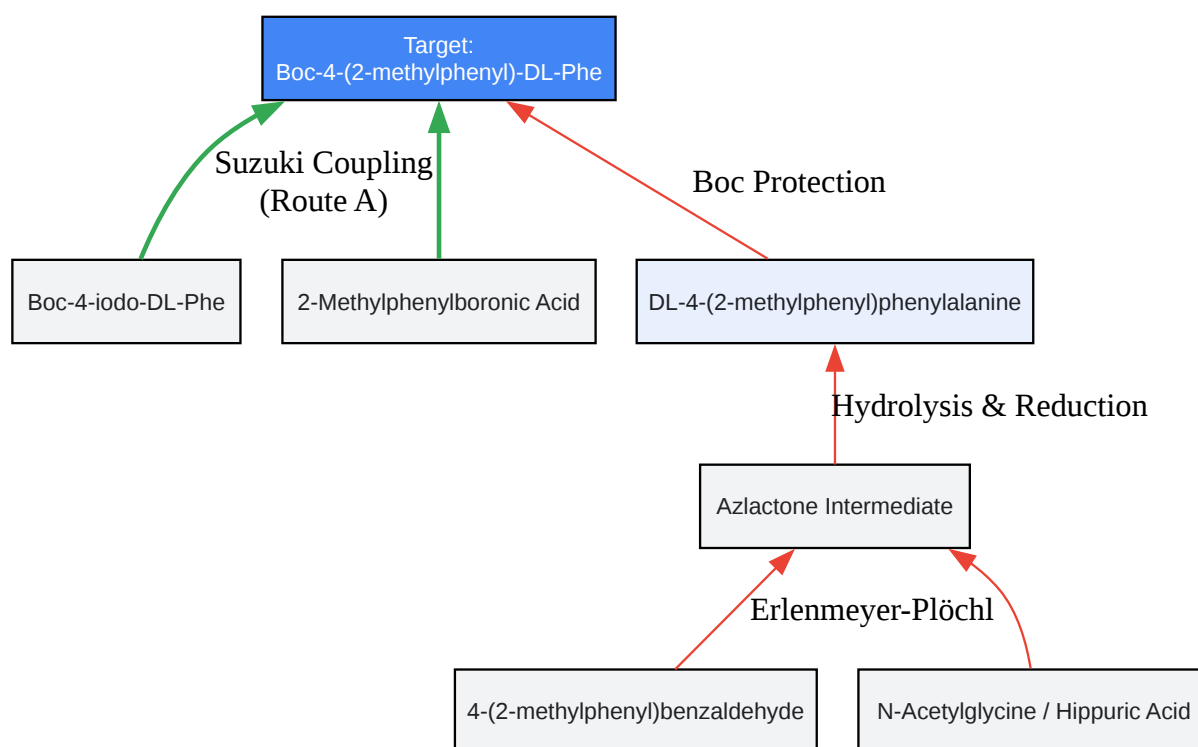 Target:
Boc-4-(2-methylphenyl)-DL-Phe
Suzuki Coupling
(Route A)
Boc Protection
Boc-4-iodo-DL-Phe
2-Methylphenylboronic Acid
DL-4-(2-methylphenyl)phenylalanine
Hydrolysis & Reduction
Azlactone Intermediate
Erlenmeyer-Plöchl
4-(2-methylphenyl)benzaldehyde
N-Acetylglycine / Hippuric Acid